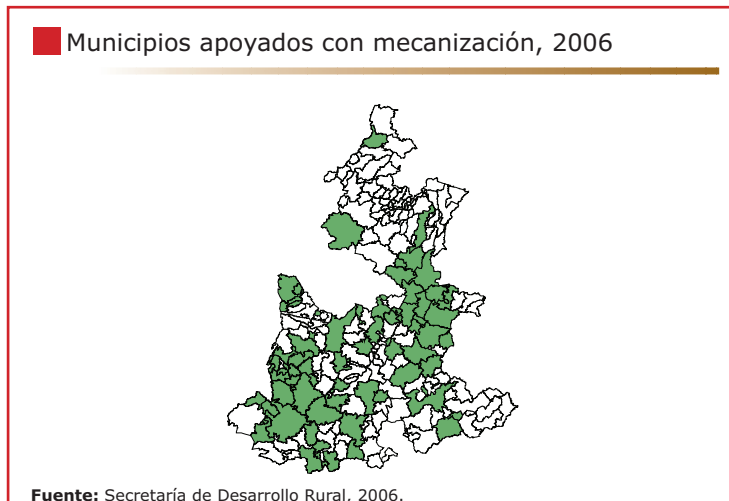 Municipios apoyados con mecanización, 2006
Fuente: Secretaría de Desarrollo Rural, 2006.